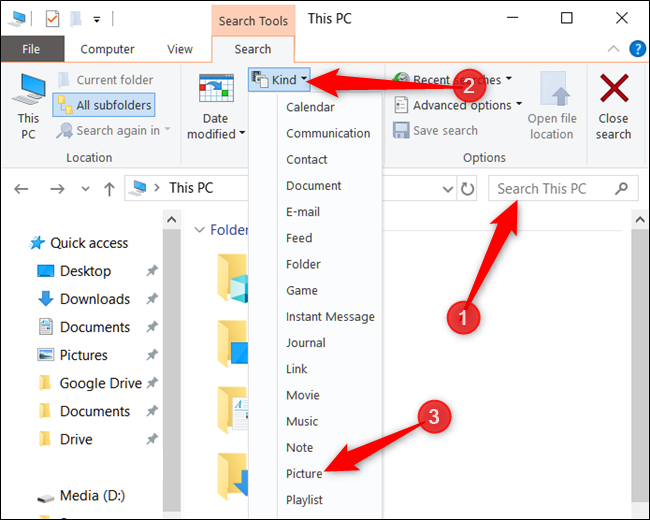 Search Tools
This PC
File
Computer
View
Search
This PC
Current folder
All subfolders
Search again in
Location
Date modified
Kind
2
Recent searches
Advanced options
Save search
Options
Open file location
Close search
This PC
Search This PC
1
Calendar
Communication
Contact
Document
E-mail
Feed
Folder
Game
Instant Message
Journal
Link
Movie
Music
Note
Picture
Playlist
3
Quick access
Desktop
Downloads
Documents
Pictures
Google Drive
Documents
Drive
Media (D:)
Folder